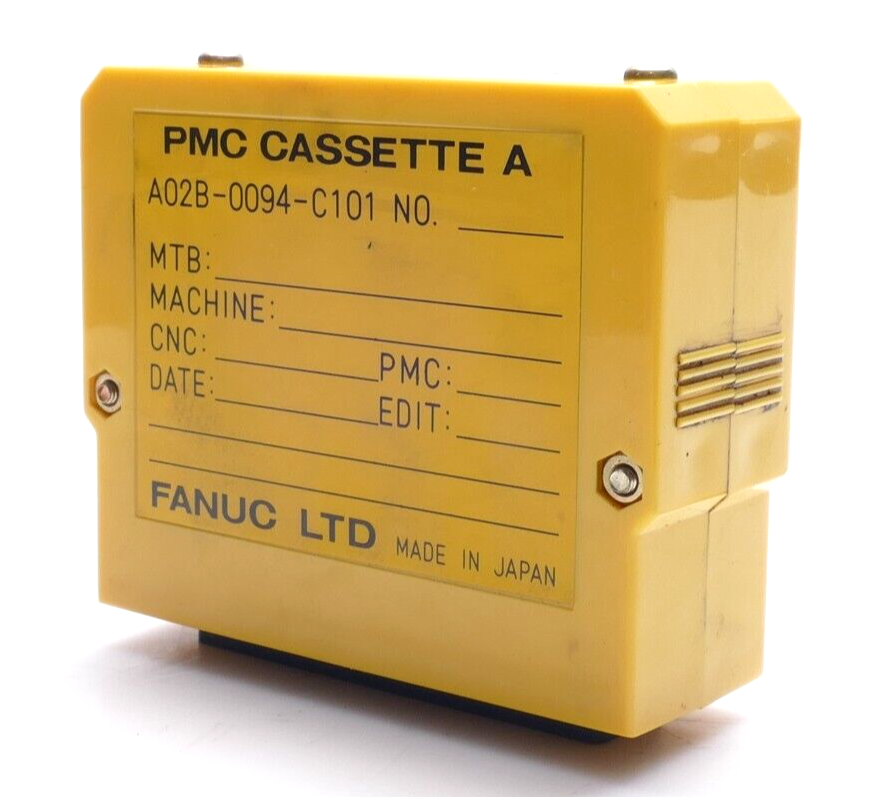 PMC CASSETTE A
A02B-0094-C101 NO.
MTB:
MACHINE:
CNC: PMC:
DATE: EDIT:
FANUC LTD MADE IN JAPAN